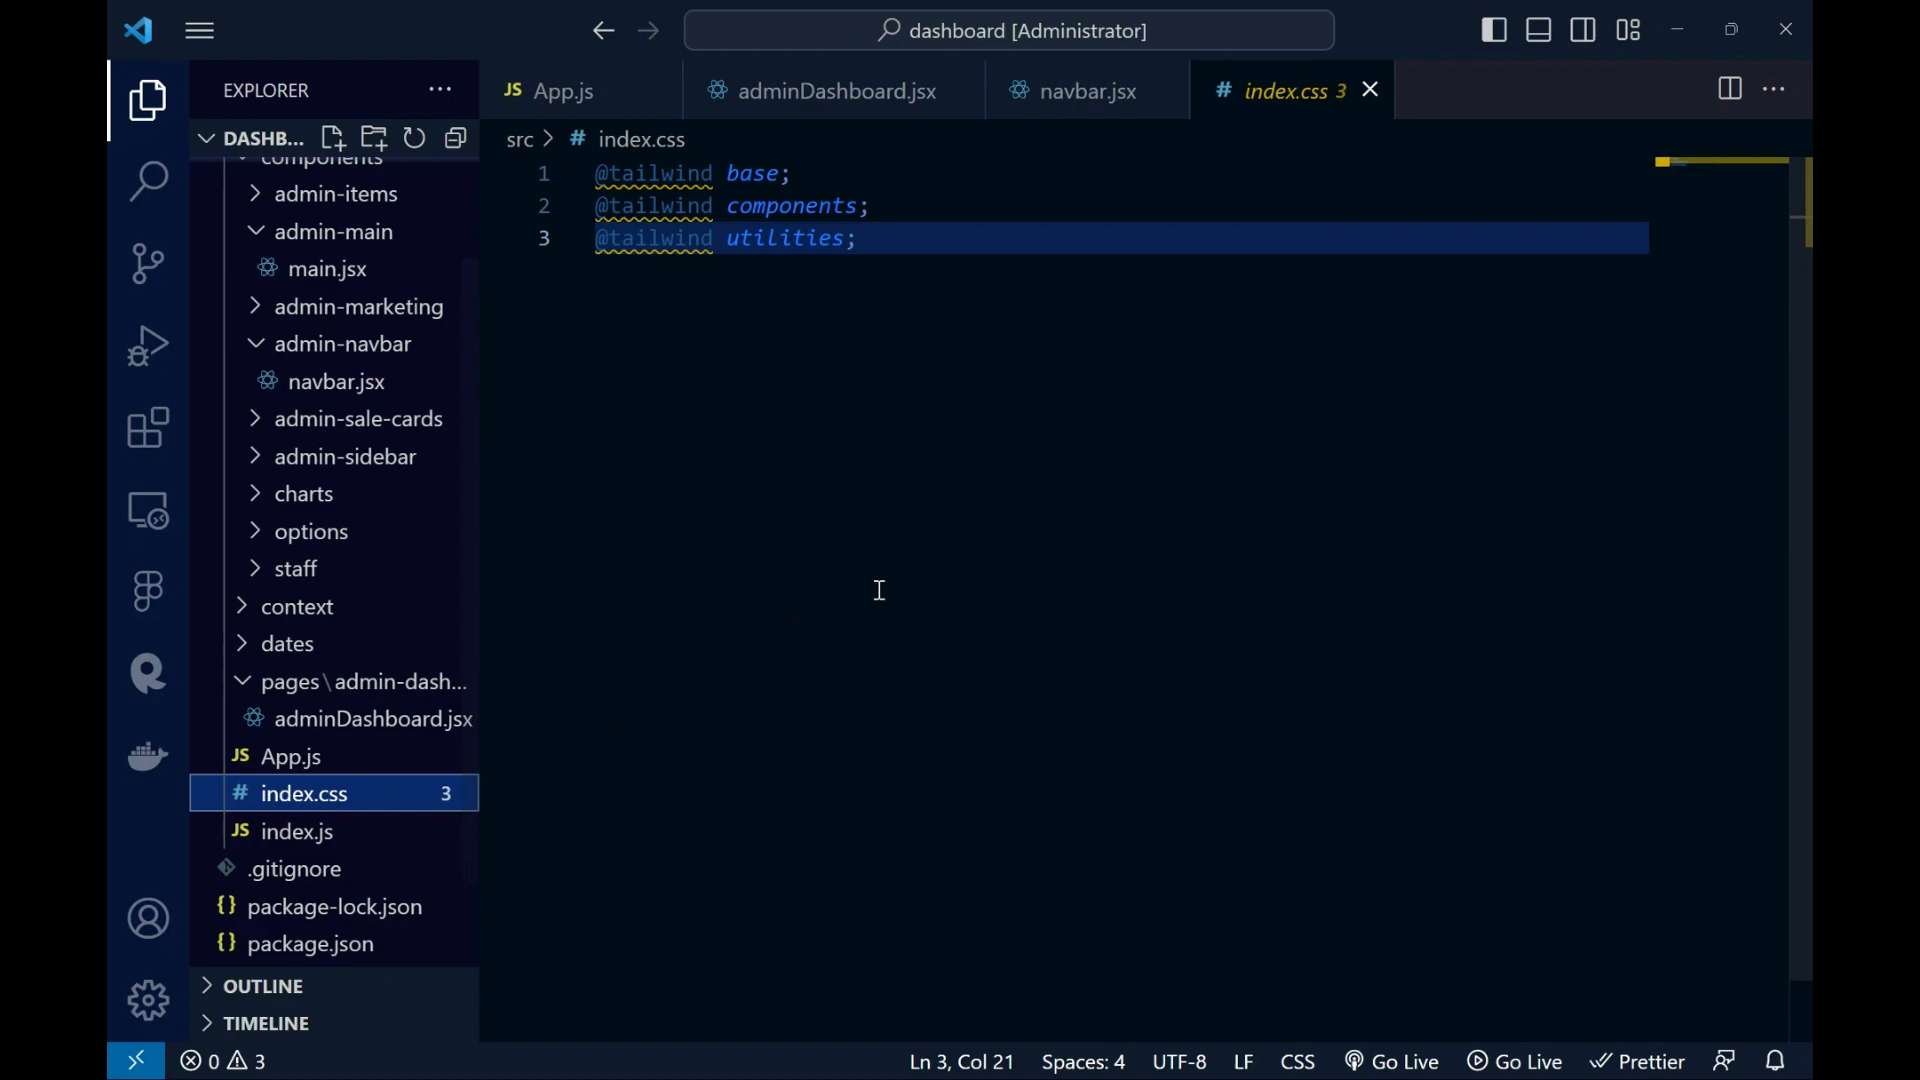 dashboard [Administrator]
EXPLORER
JS App.js
adminDashboard.jsx
navbar.jsx
# index.css 3
DASHB...
src > # index.css
components
admin-items
admin-main
main.jsx
admin-marketing
admin-navbar
navbar.jsx
admin-sale-cards
admin-sidebar
charts
options
staff
context
dates
pages\admin-dash...
adminDashboard.jsx
JS App.js
# index.css 3
JS index.js
.gitignore
{} package-lock.json
{} package.json
OUTLINE
TIMELINE
1 @tailwind base;
2 @tailwind components;
3 @tailwind utilities;
0 3
Ln 3, Col 21
Spaces: 4
UTF-8
LF
CSS
Go Live
Go Live
Prettier